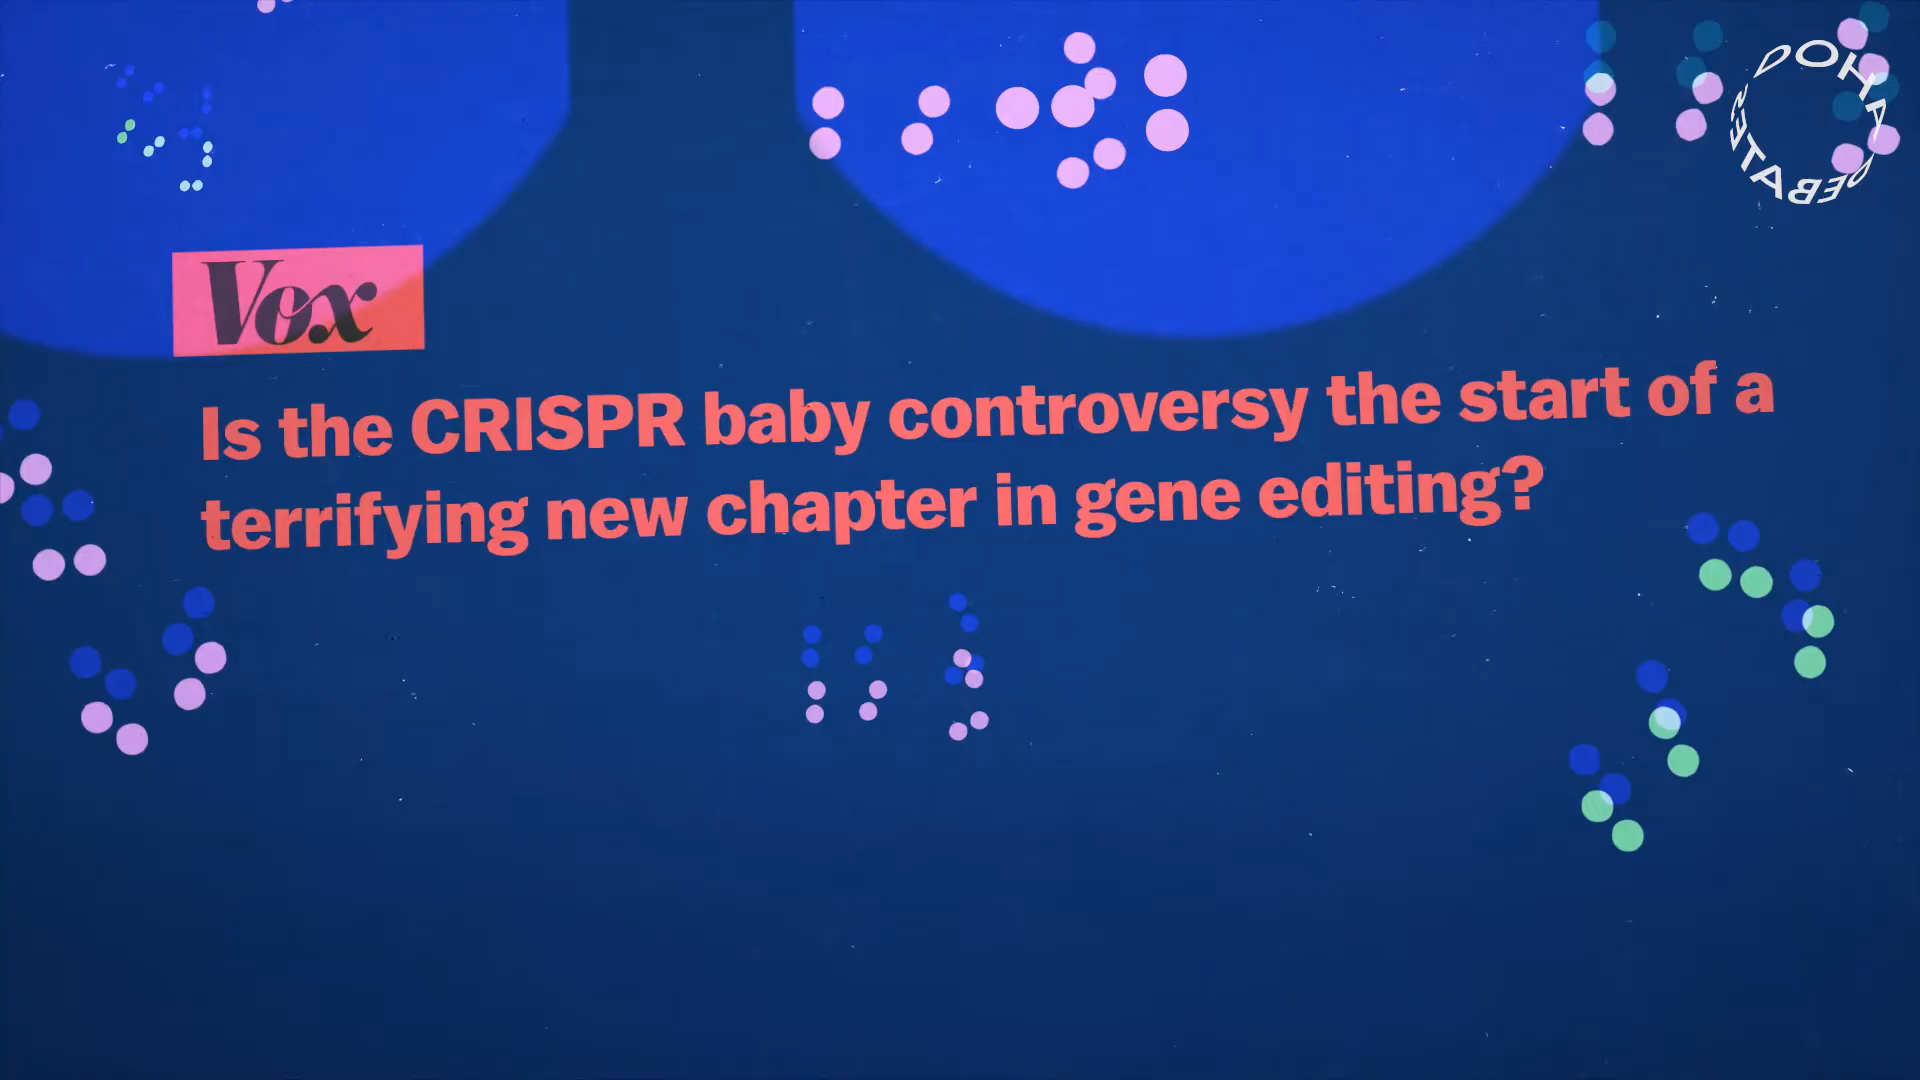 DOHA DEBATES
Vox
Is the CRISPR baby controversy the start of a
terrifying new chapter in gene editing?